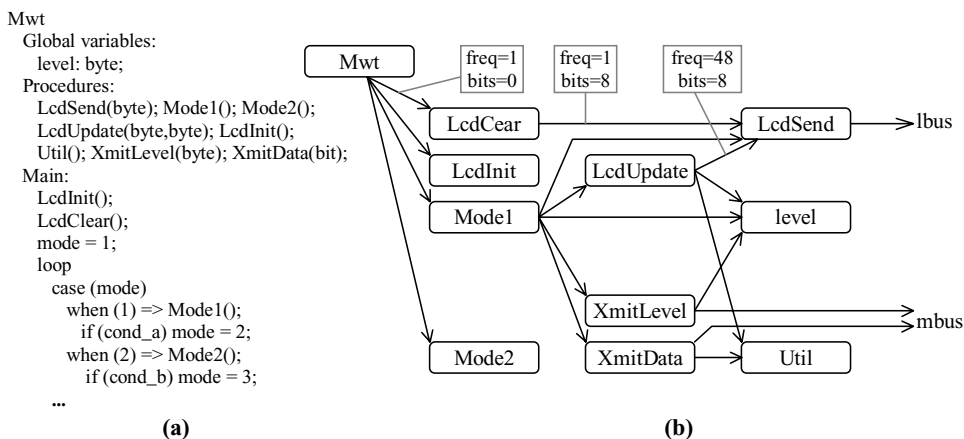 Mwt
Global variables:
level: byte;
Procedures:
LcdSend(byte); Mode1(); Mode2();
LcdUpdate(byte,byte); LcdInit();
Util(); XmitLevel(byte); XmitData(bit);
Main:
LcdInit();
LcdClear();
mode = 1;
loop
case (mode)
when (1) => Mode1();
if (cond_a) mode = 2;
when (2) => Mode2();
if (cond_b) mode = 3;
...
(a)
Mwt
freq=1
bits=0
freq=1
bits=8
freq=48
bits=8
LcdCear
LcdSend
lbus
LcdInit
LcdUpdate
Mode1
level
XmitLevel
mbus
Mode2
XmitData
Util
(b)